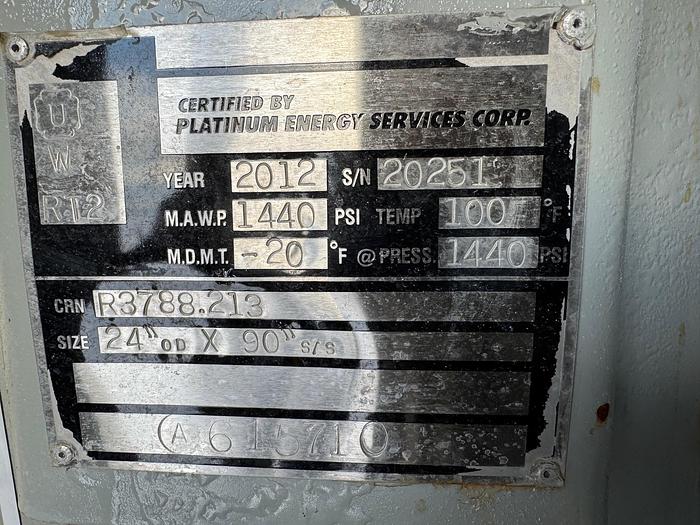 U
W
RT2
CERTIFIED BY
PLATINUM ENERGY SERVICES CORP.
YEAR 2012 S/N 20251
M.A.W.P. 1440 PSI TEMP 100 °F
M.D.M.T. -20 °F @ PRESS. 1440 PSI
CRN R3788.213
SIZE 24" OD X 90" S/S
(A 615710